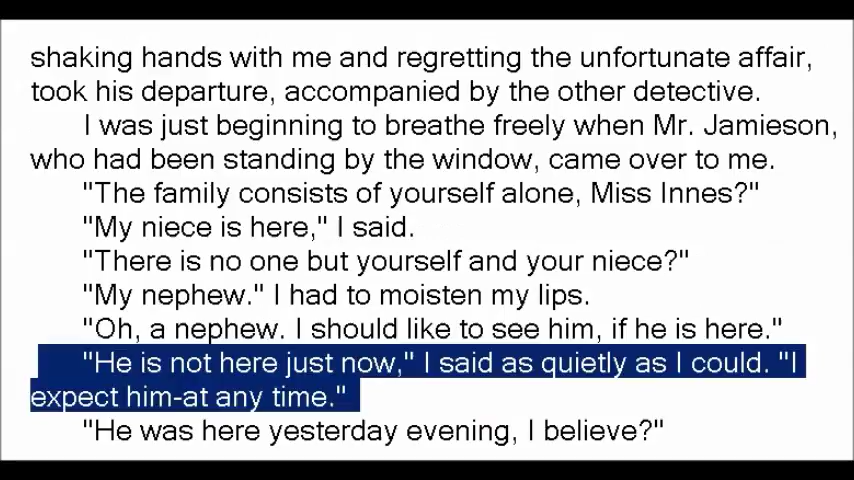 shaking hands with me and regretting the unfortunate affair,
took his departure, accompanied by the other detective.
I was just beginning to breathe freely when Mr. Jamieson,
who had been standing by the window, came over to me.
"The family consists of yourself alone, Miss Innes?"
"My niece is here," I said.
"There is no one but yourself and your niece?"
"My nephew." I had to moisten my lips.
"Oh, a nephew. I should like to see him, if he is here."
"He is not here just now," I said as quietly as I could. "I
expect him-at any time."
"He was here yesterday evening, I believe?"